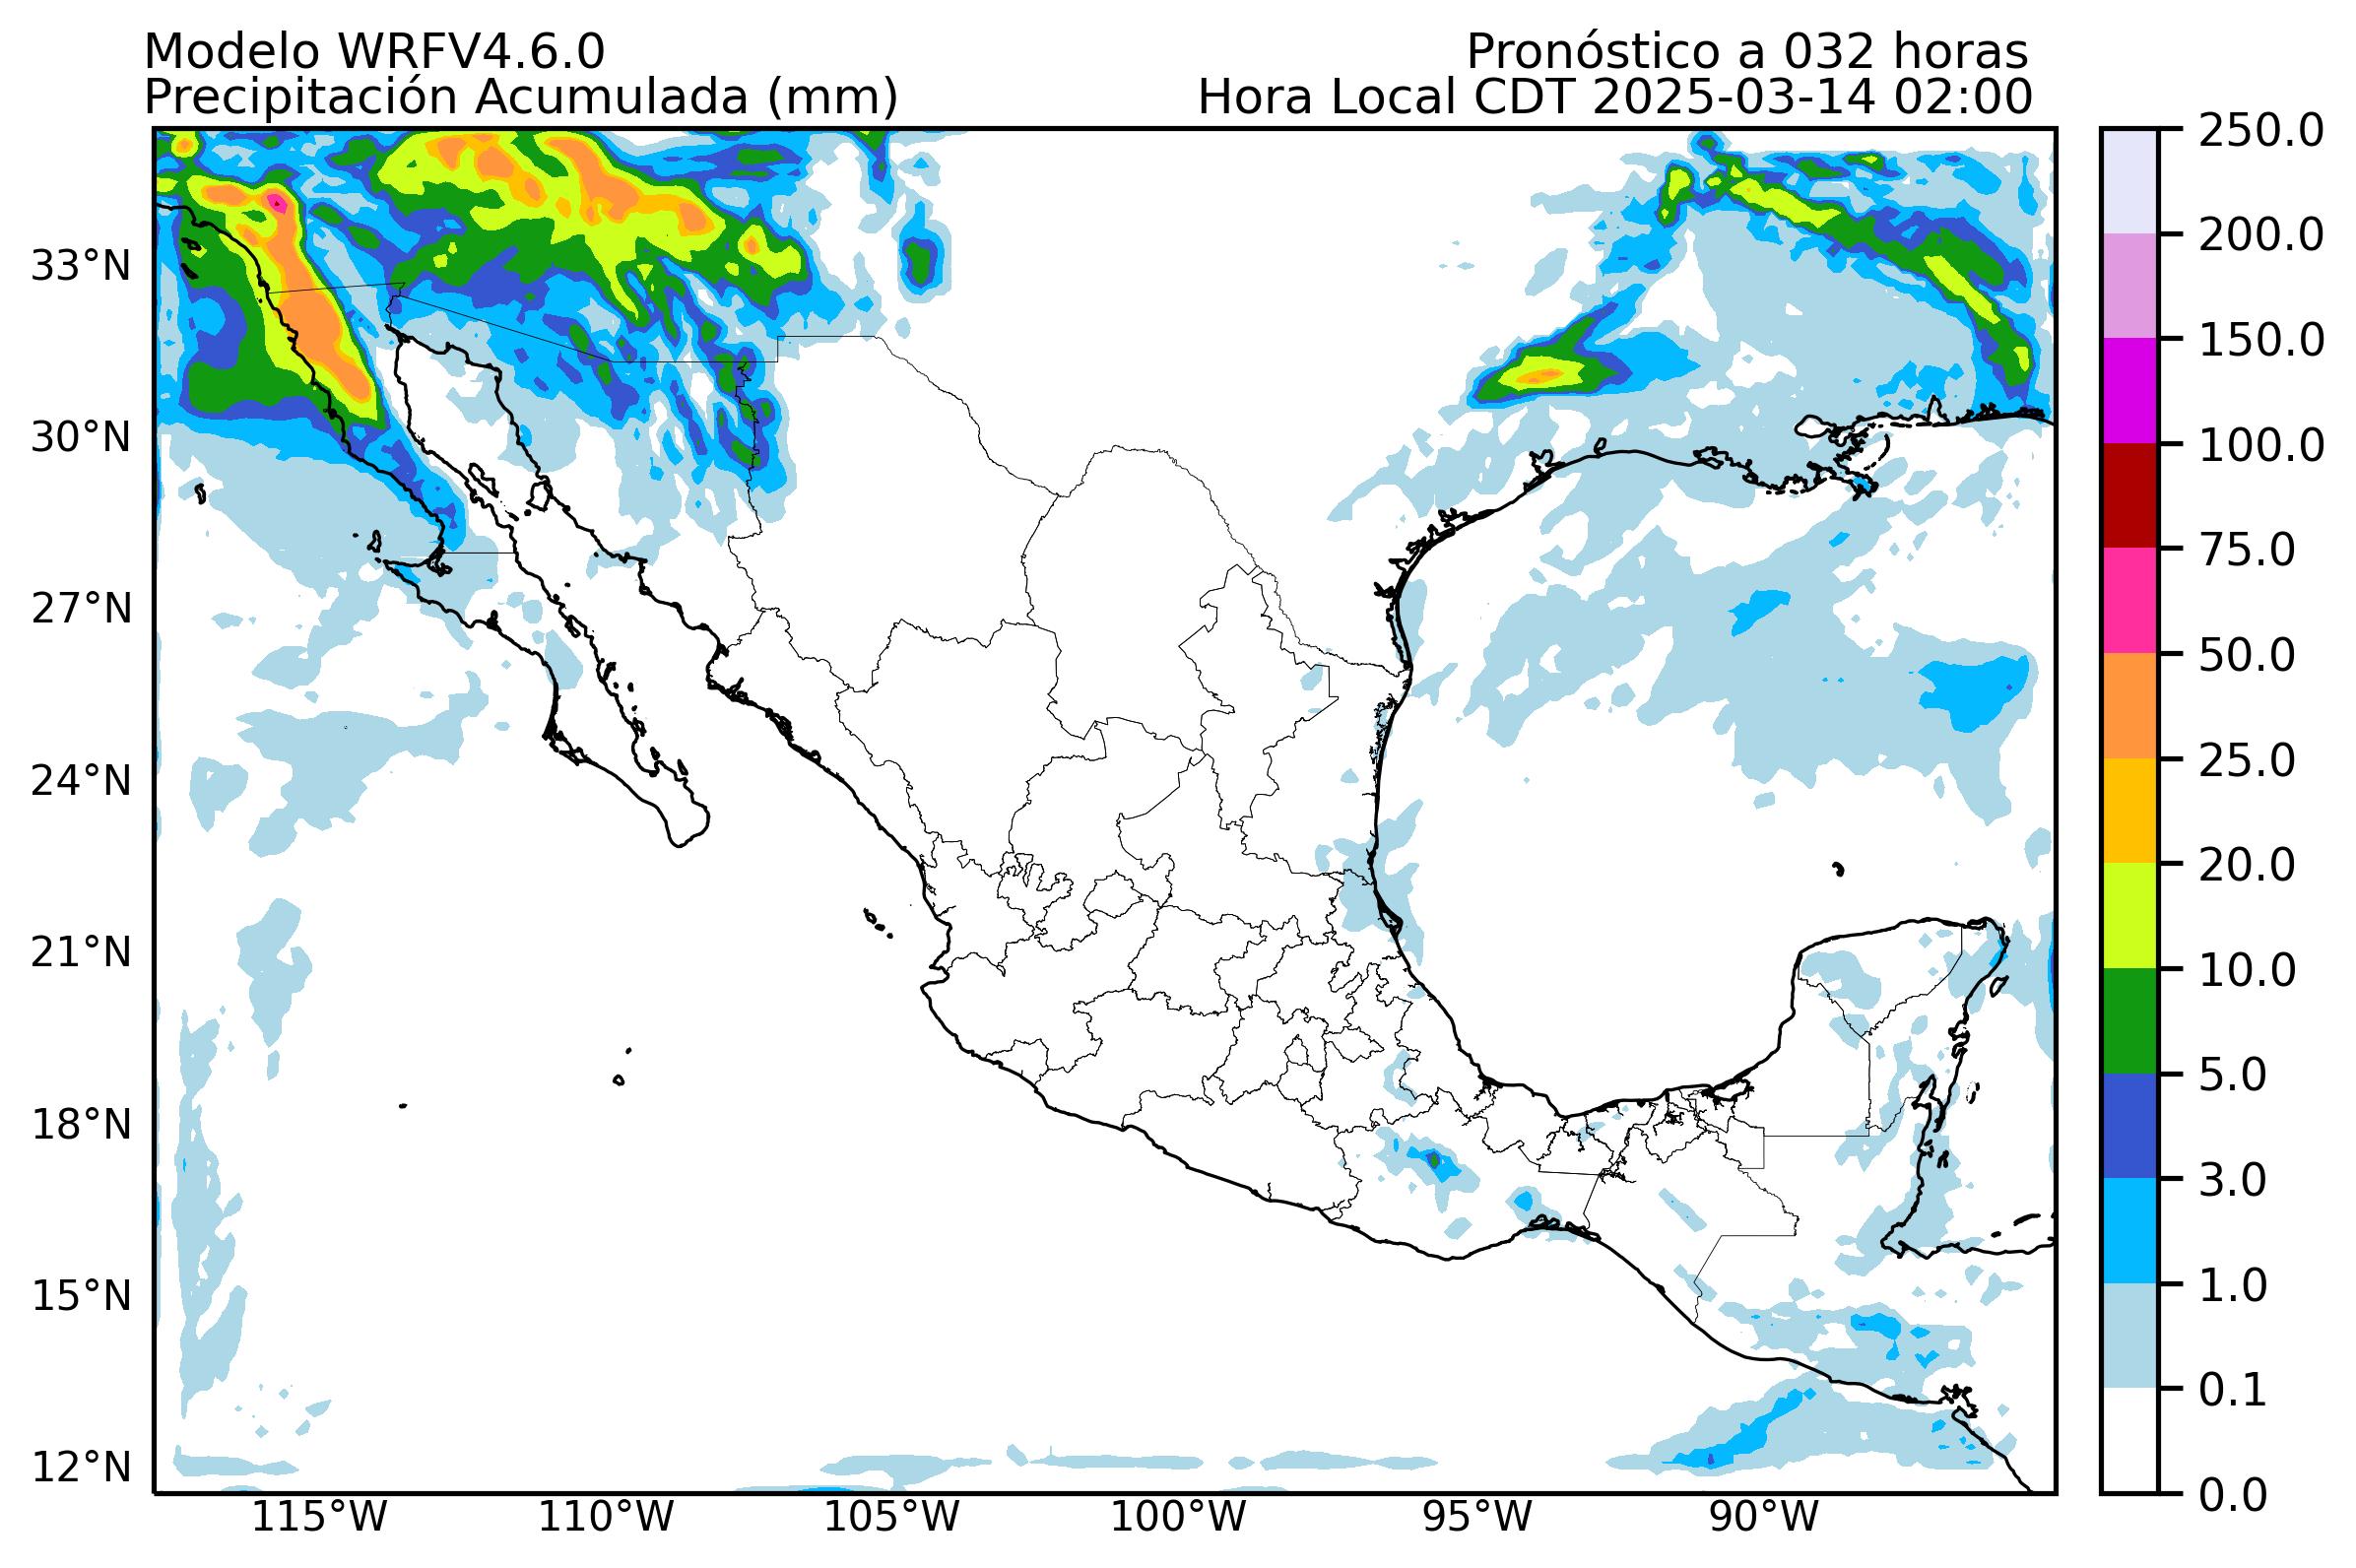 Modelo WRFV4.6.0
Pronóstico a 032 horas
Precipitación Acumulada (mm)
Hora Local CDT 2025-03-14 02:00
250.0
200.0
150.0
100.0
75.0
50.0
25.0
20.0
10.0
5.0
3.0
1.0
0.1
0.0
33°N
30°N
27°N
24°N
21°N
18°N
15°N
12°N
115°W
110°W
105°W
100°W
95°W
90°W